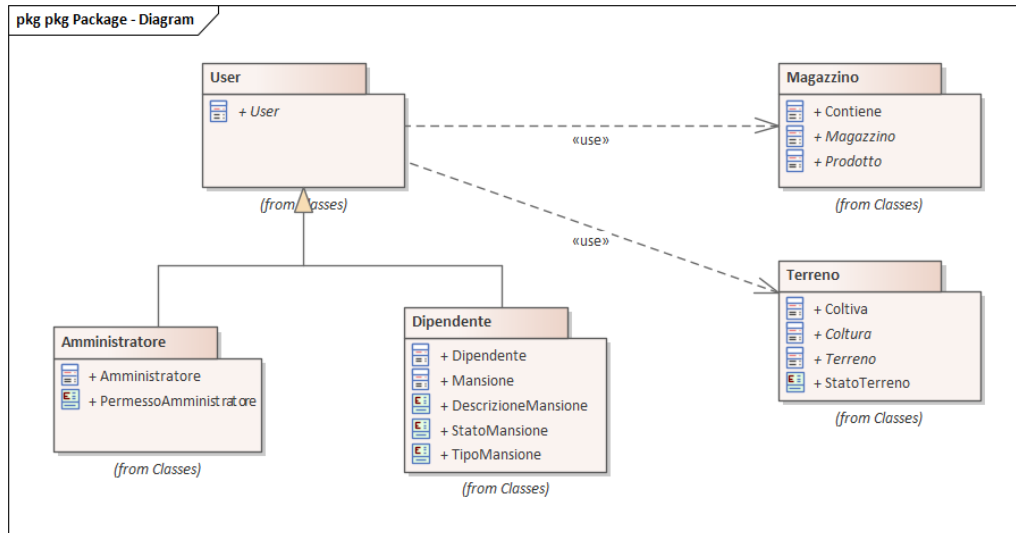 pkg pkg Package - Diagram
User
+ User
(from Classes)
«use»
«use»
Magazzino
+ Contiene
+ Magazzino
+ Prodotto
(from Classes)
Terreno
+ Coltiva
+ Coltura
+ Terreno
+ StatoTerreno
(from Classes)
Amministratore
+ Amministratore
+ PermessoAmministratore
(from Classes)
Dipendente
+ Dipendente
+ Mansione
+ DescrizioneMansione
+ StatoMansione
+ TipoMansione
(from Classes)